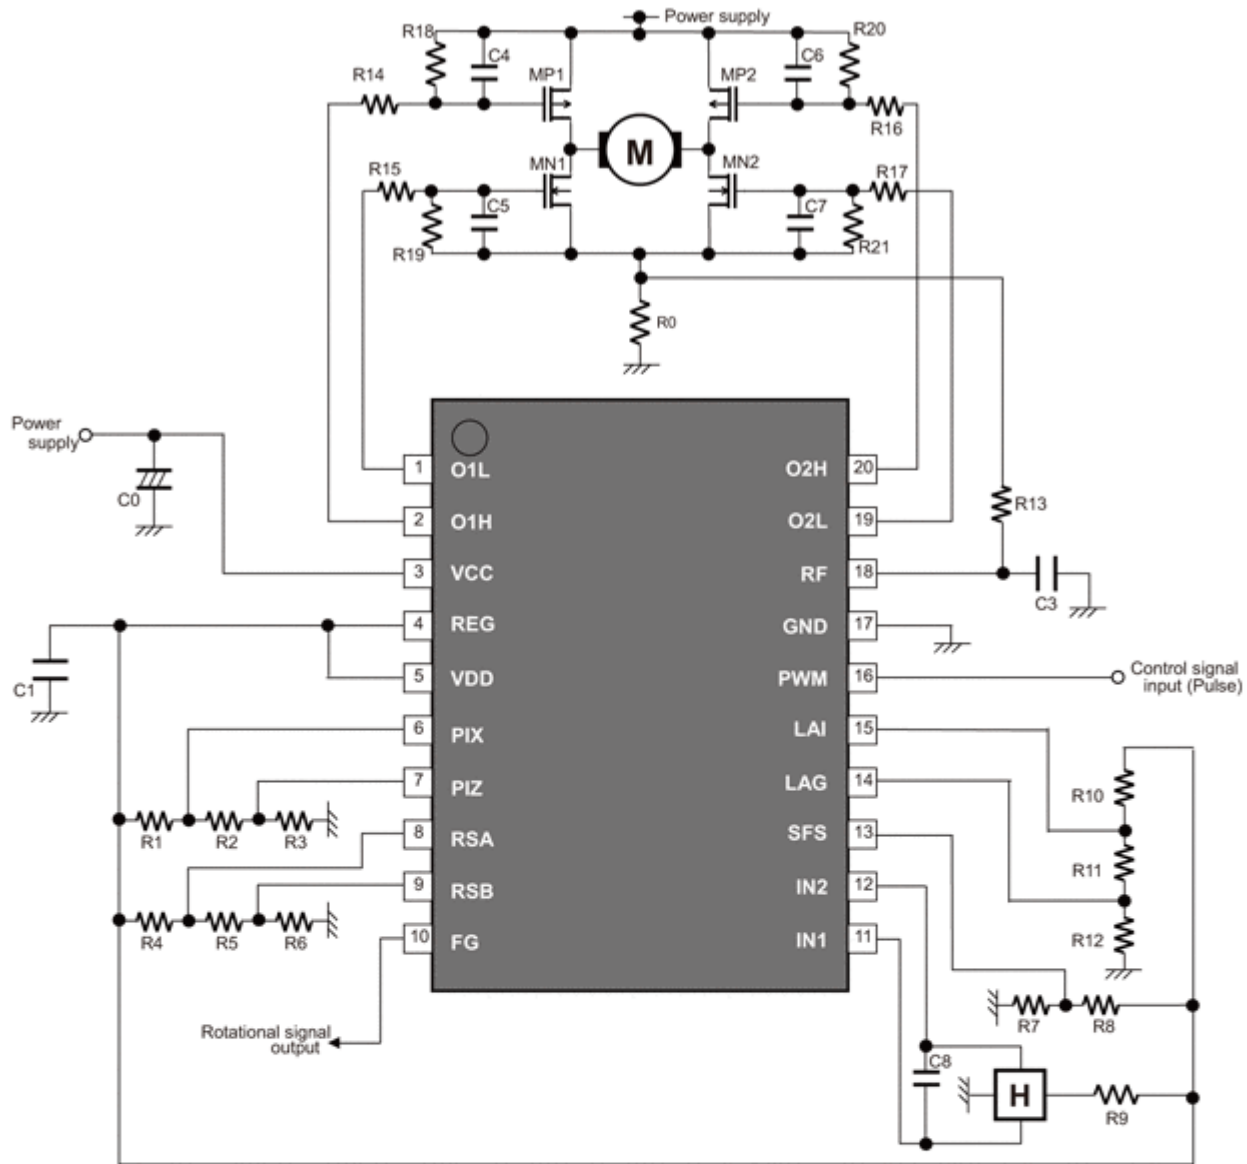 Power supply
R18
C4
C6
R20
R14
MP1
MP2
R16
M
R15
MN1
MN2
R17
C5
C7
R19
R21
R0
Power
supply
C0
1 O1L
O2H 20
2 O1H
O2L 19
R13
3 VCC
RF 18
C3
4 REG
GND 17
C1
5 VDD
PWM 16
Control signal
input (Pulse)
6 PIX
LAI 15
7 PIZ
LAG 14
R10
R1 R2 R3
8 RSA
SFS 13
R11
9 RSB
IN2 12
R4 R5 R6
10 FG
IN1 11
R12
R7 R8
Rotational signal
output
C8
H
R9